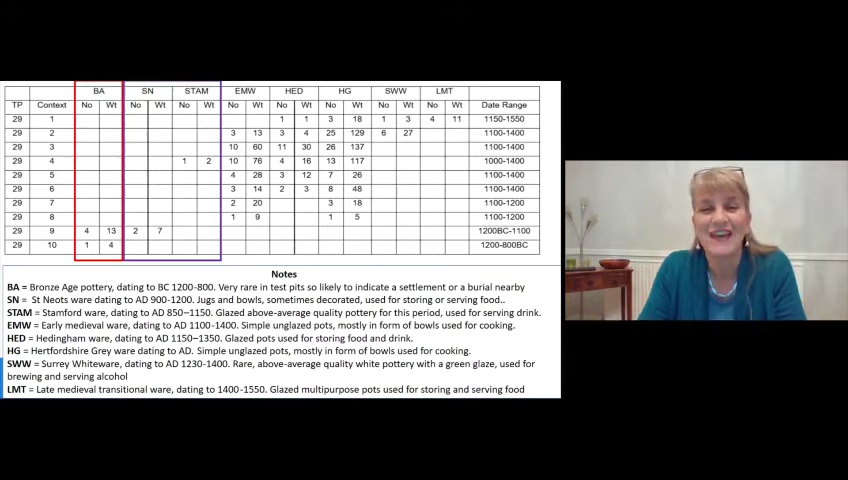 BA SN STAM EMW HED HG SWW LMT
TP Context No Wt No Wt No Wt No Wt No Wt No Wt No Wt No Wt Date Range
29 1 1 1 3 18 1 3 4 11 1150-1550
29 2 3 13 3 4 25 129 6 27 1100-1400
29 3 10 60 11 30 26 137 1100-1400
29 4 1 2 10 76 4 16 13 117 1000-1400
29 5 4 28 3 12 7 26 1100-1400
29 6 3 14 2 3 8 48 1100-1400
29 7 2 20 3 18 1100-1200
29 8 1 9 1 5 1100-1200
29 9 4 13 2 7 1200BC-1100
29 10 1 4 1200-800BC
Notes
BA = Bronze Age pottery, dating to BC 1200-800. Very rare in test pits so likely to indicate a settlement or a burial nearby
SN = St Neots ware dating to AD 900-1200. Jugs and bowls, sometimes decorated, used for storing or serving food..
STAM = Stamford ware, dating to AD 850–1150. Glazed above-average quality pottery for this period, used for serving drink.
EMW = Early medieval ware, dating to AD 1100-1400. Simple unglazed pots, mostly in form of bowls used for cooking.
HED = Hedingham ware, dating to AD 1150–1350. Glazed pots used for storing food and drink.
HG = Hertfordshire Grey ware dating to AD. Simple unglazed pots, mostly in form of bowls used for cooking.
SWW = Surrey Whiteware, dating to AD 1230-1400. Rare, above-average quality white pottery with a green glaze, used for
brewing and serving alcohol
LMT = Late medieval transitional ware, dating to 1400-1550. Glazed multipurpose pots used for storing and serving food